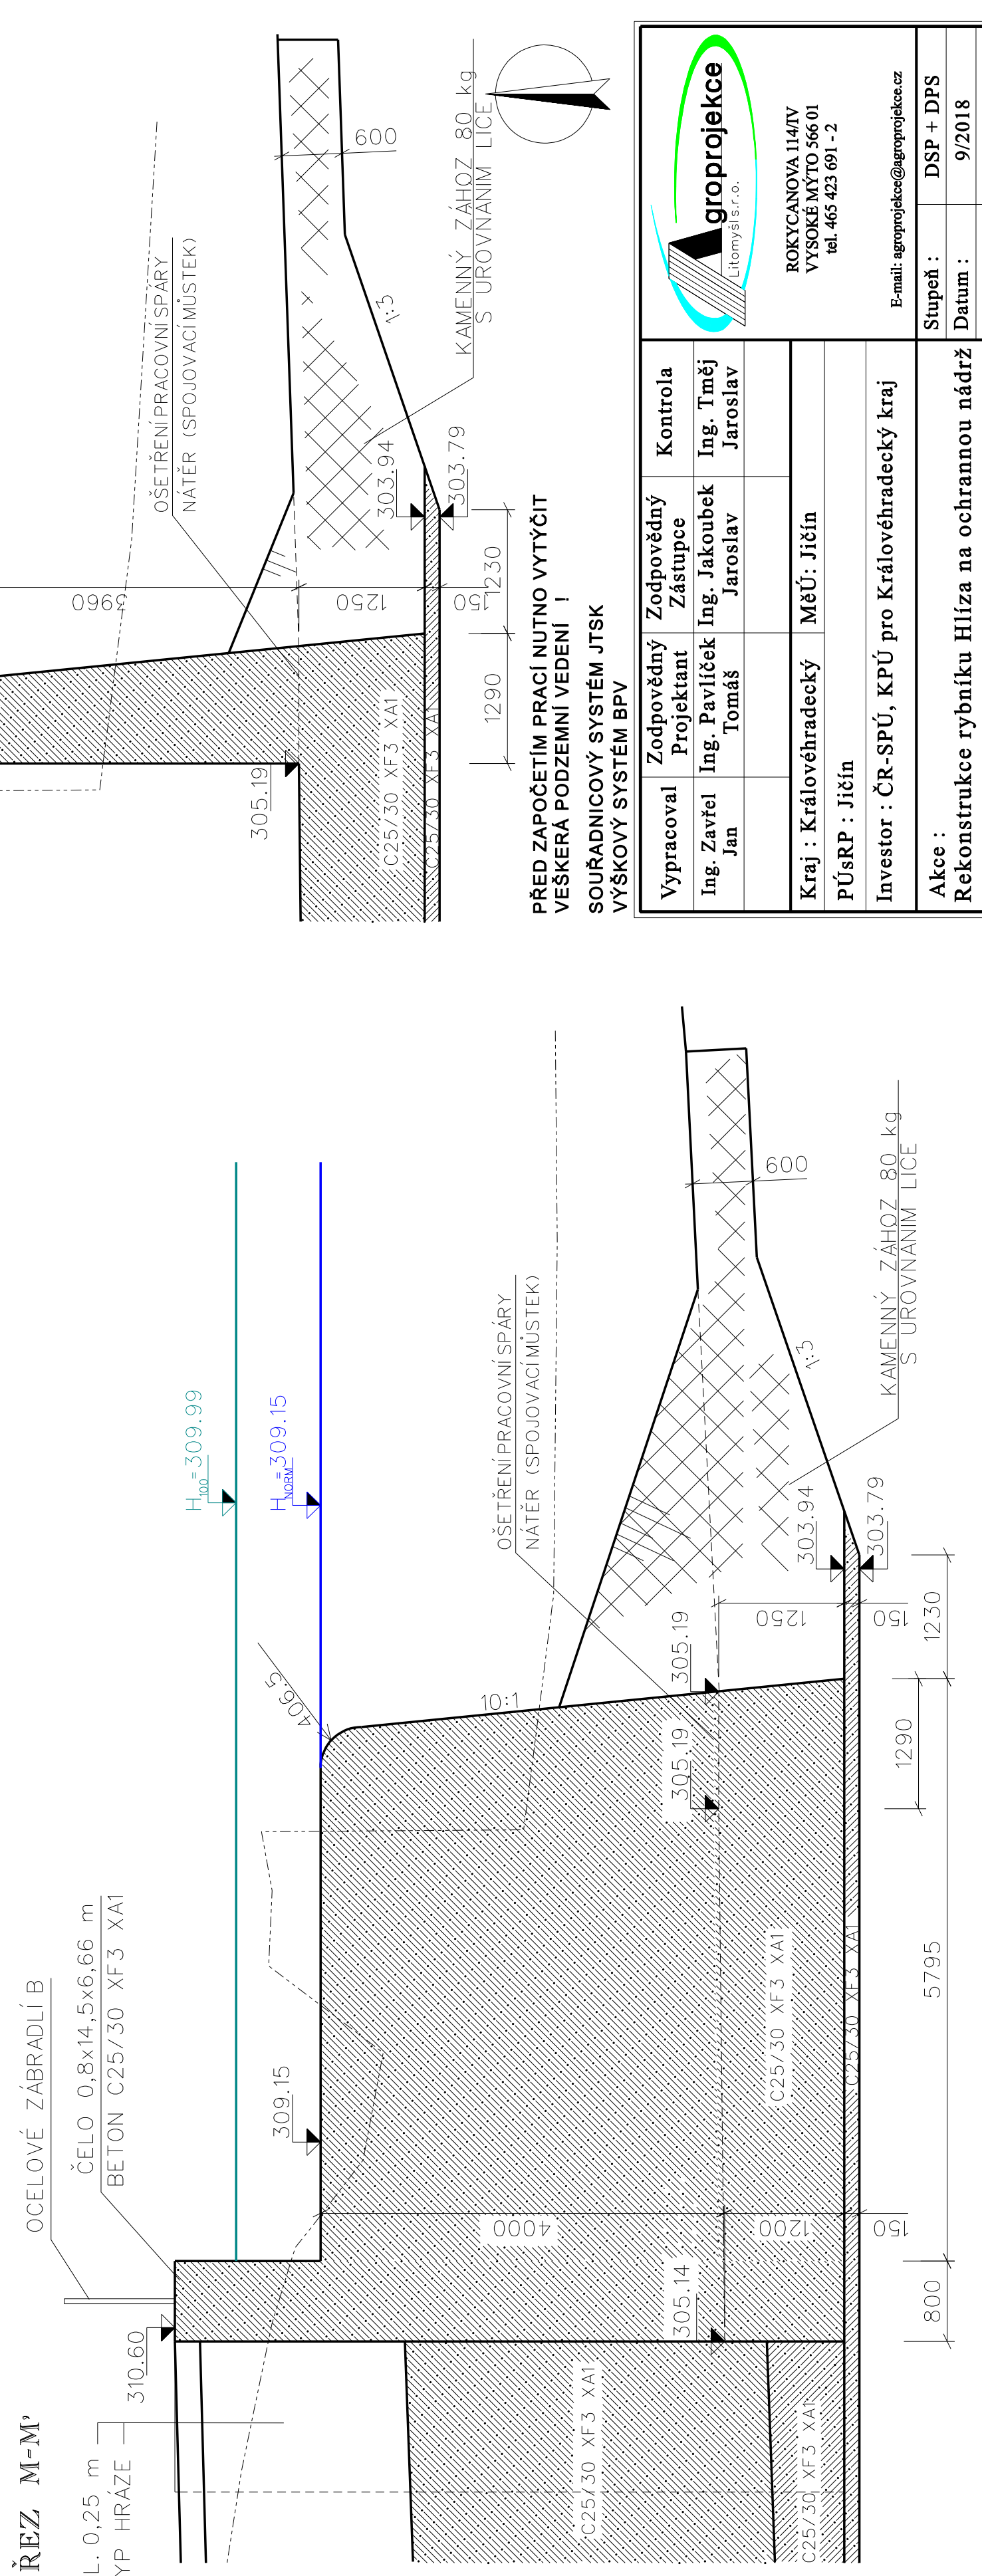 ŘEZ M-M'
L. 0,25 m
YP HRÁZE
310.60
OCELOVÉ ZÁBRADLÍ B
ČELO 0,8x14,5x6,66 m
BETON C25/30 XF3 XA1
H100=309.99
HNORM=309.15
309.15
406.5
10:1
OŠETŘENÍ PRACOVNÍ SPÁRY
NÁTĚR (SPOJOVACÍ MŮSTEK)
600
1:3
KAMENNÝ ZÁHOZ 80 kg
S UROVNÁNÍM LÍCE
305.19
305.19
305.14
303.94
303.79
4000
1200
150
1250
150
C25/30 XF3 XA1
C25/30 XF3 XA1
C25/30 XF3 XA1
C25/30 XF3 XA1
800
5795
1290
1230
3960
OŠETŘENÍ PRACOVNÍ SPÁRY
NÁTĚR (SPOJOVACÍ MŮSTEK)
600
1:3
KAMENNÝ ZÁHOZ 80 kg
S UROVNÁNÍM LÍCE
305.19
303.94
303.79
1250
150
C25/30 XF3 XA1
C25/30 XF3 XA1
1290
1230
PŘED ZAPOČETÍM PRACÍ NUTNO VYTÝČIT
VEŠKERÁ PODZEMNÍ VEDENÍ !
SOUŘADNICOVÝ SYSTÉM JTSK
VÝŠKOVÝ SYSTÉM BPV
Vypracoval
Zodpovědný Projektant
Zodpovědný Zástupce
Kontrola
Ing. Zavřel Jan
Ing. Pavlíček Tomáš
Ing. Jakoubek Jaroslav
Ing. Tměj Jaroslav
Agroprojekce
Litomyšl s.r.o.
ROKYCANOVA 114/IV
VYSOKÉ MÝTO 566 01
tel. 465 423 691 - 2
E-mail: agroprojekce@agroprojekce.cz
Kraj : Královéhradecký
MěÚ: Jičín
PÚsRP : Jičín
Investor : ČR-SPÚ, KPÚ pro Královéhradecký kraj
Stupeň : DSP + DPS
Datum : 9/2018
Akce :
Rekonstrukce rybníku Hlíza na ochrannou nádrž